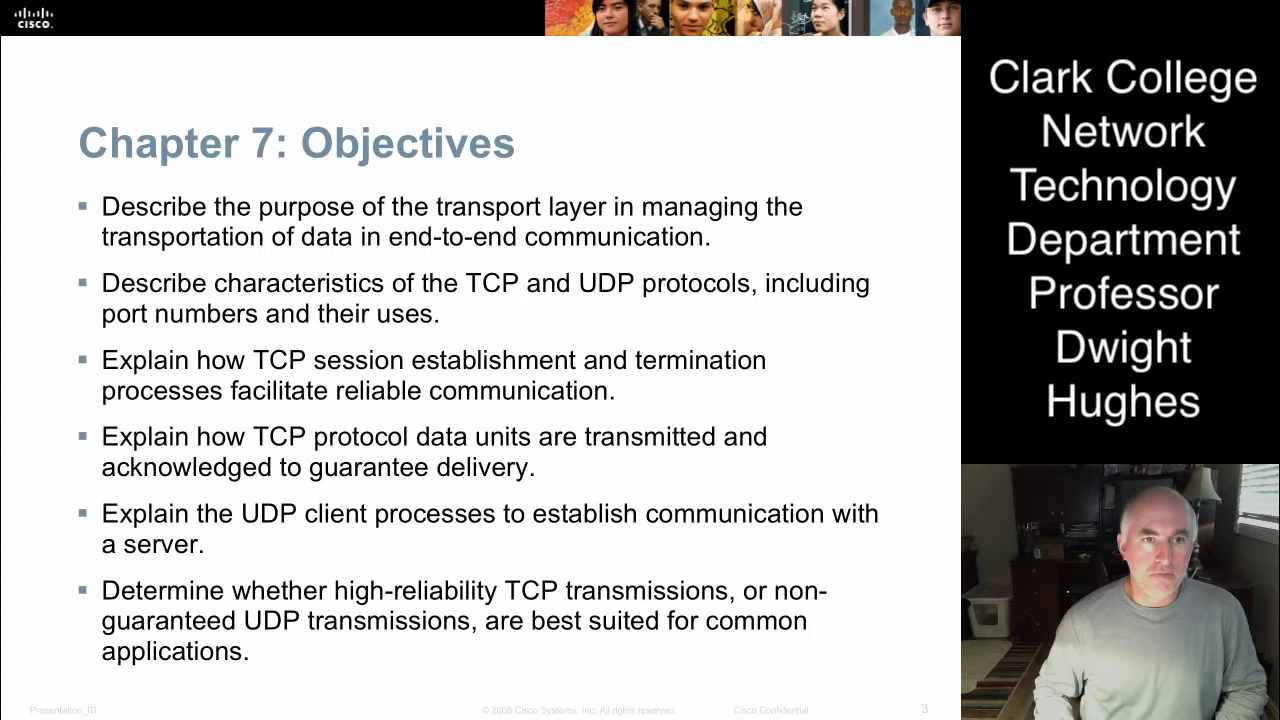 CISCO
Chapter 7: Objectives
Describe the purpose of the transport layer in managing the
transportation of data in end-to-end communication.
Describe characteristics of the TCP and UDP protocols, including
port numbers and their uses.
Explain how TCP session establishment and termination
processes facilitate reliable communication.
Explain how TCP protocol data units are transmitted and
acknowledged to guarantee delivery.
Explain the UDP client processes to establish communication with
a server.
Determine whether high-reliability TCP transmissions, or non-
guaranteed UDP transmissions, are best suited for common
applications.
Presentation_ID
© 2008 Cisco Systems, Inc. All rights reserved.
Cisco Confidential
3
Clark College
Network
Technology
Department
Professor
Dwight
Hughes